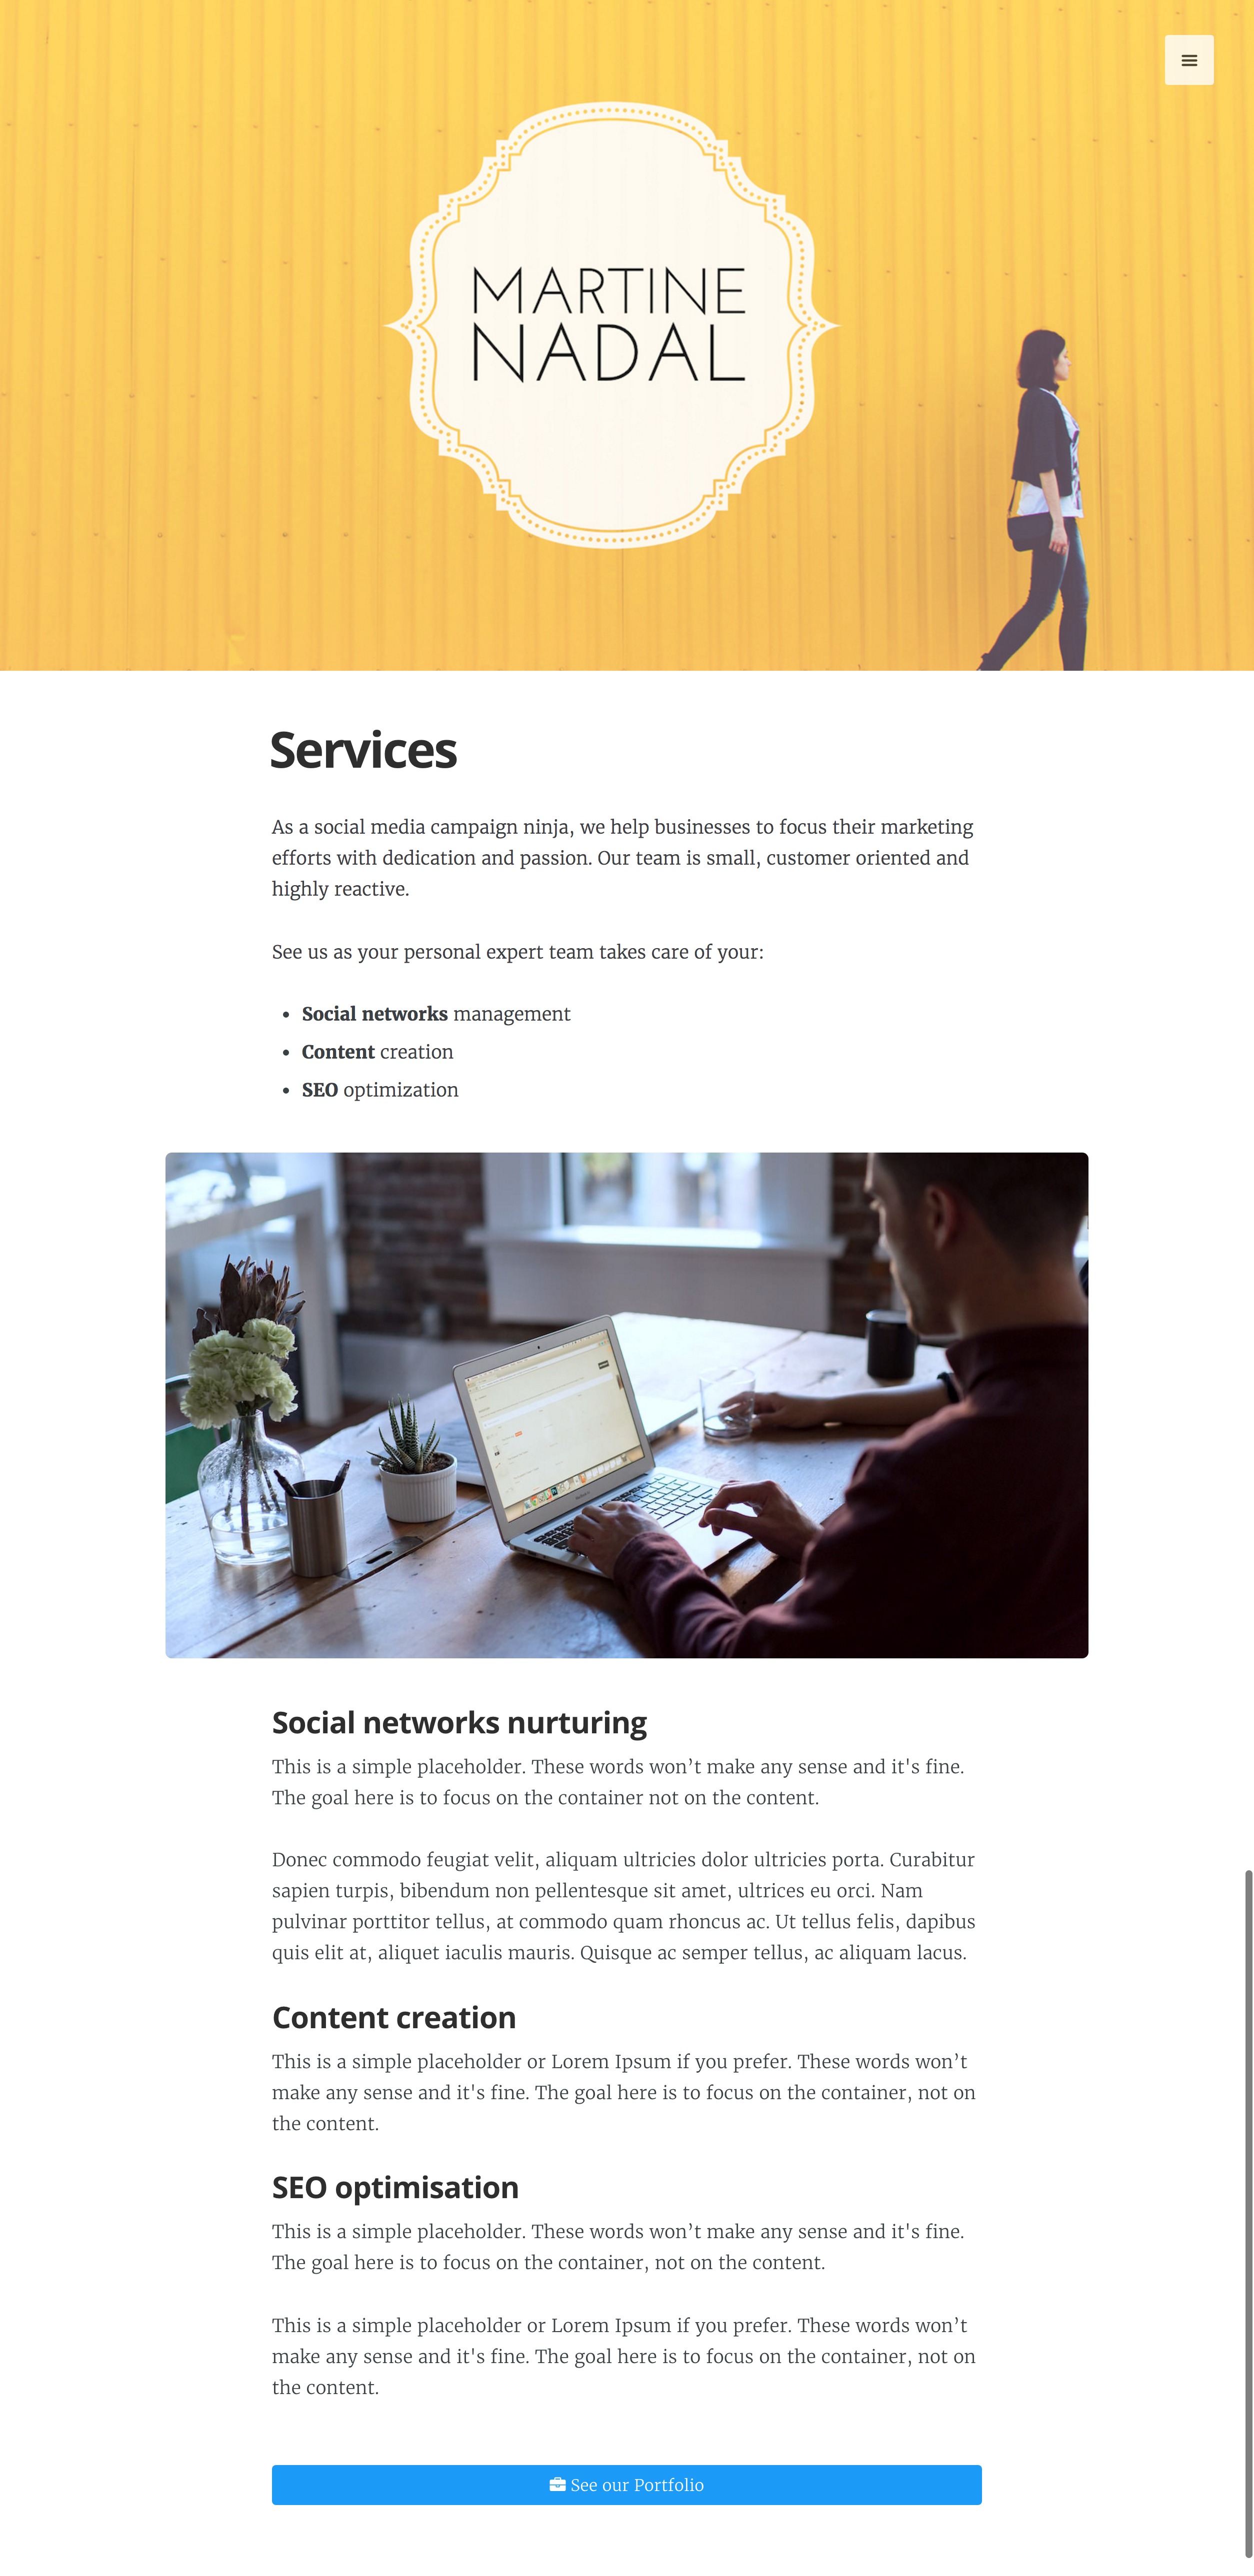 MARTINE
NADAL
Services
As a social media campaign ninja, we help businesses to focus their marketing
efforts with dedication and passion. Our team is small, customer oriented and
highly reactive.
See us as your personal expert team takes care of your:
• Social networks management
• Content creation
• SEO optimization
Social networks nurturing
This is a simple placeholder. These words won’t make any sense and it's fine.
The goal here is to focus on the container not on the content.
Donec commodo feugiat velit, aliquam ultricies dolor ultricies porta. Curabitur
sapien turpis, bibendum non pellentesque sit amet, ultrices eu orci. Nam
pulvinar porttitor tellus, at commodo quam rhoncus ac. Ut tellus felis, dapibus
quis elit at, aliquet iaculis mauris. Quisque ac semper tellus, ac aliquam lacus.
Content creation
This is a simple placeholder or Lorem Ipsum if you prefer. These words won’t
make any sense and it's fine. The goal here is to focus on the container, not on
the content.
SEO optimisation
This is a simple placeholder. These words won’t make any sense and it's fine.
The goal here is to focus on the container, not on the content.
This is a simple placeholder or Lorem Ipsum if you prefer. These words won’t
make any sense and it's fine. The goal here is to focus on the container, not on
the content.
See our Portfolio